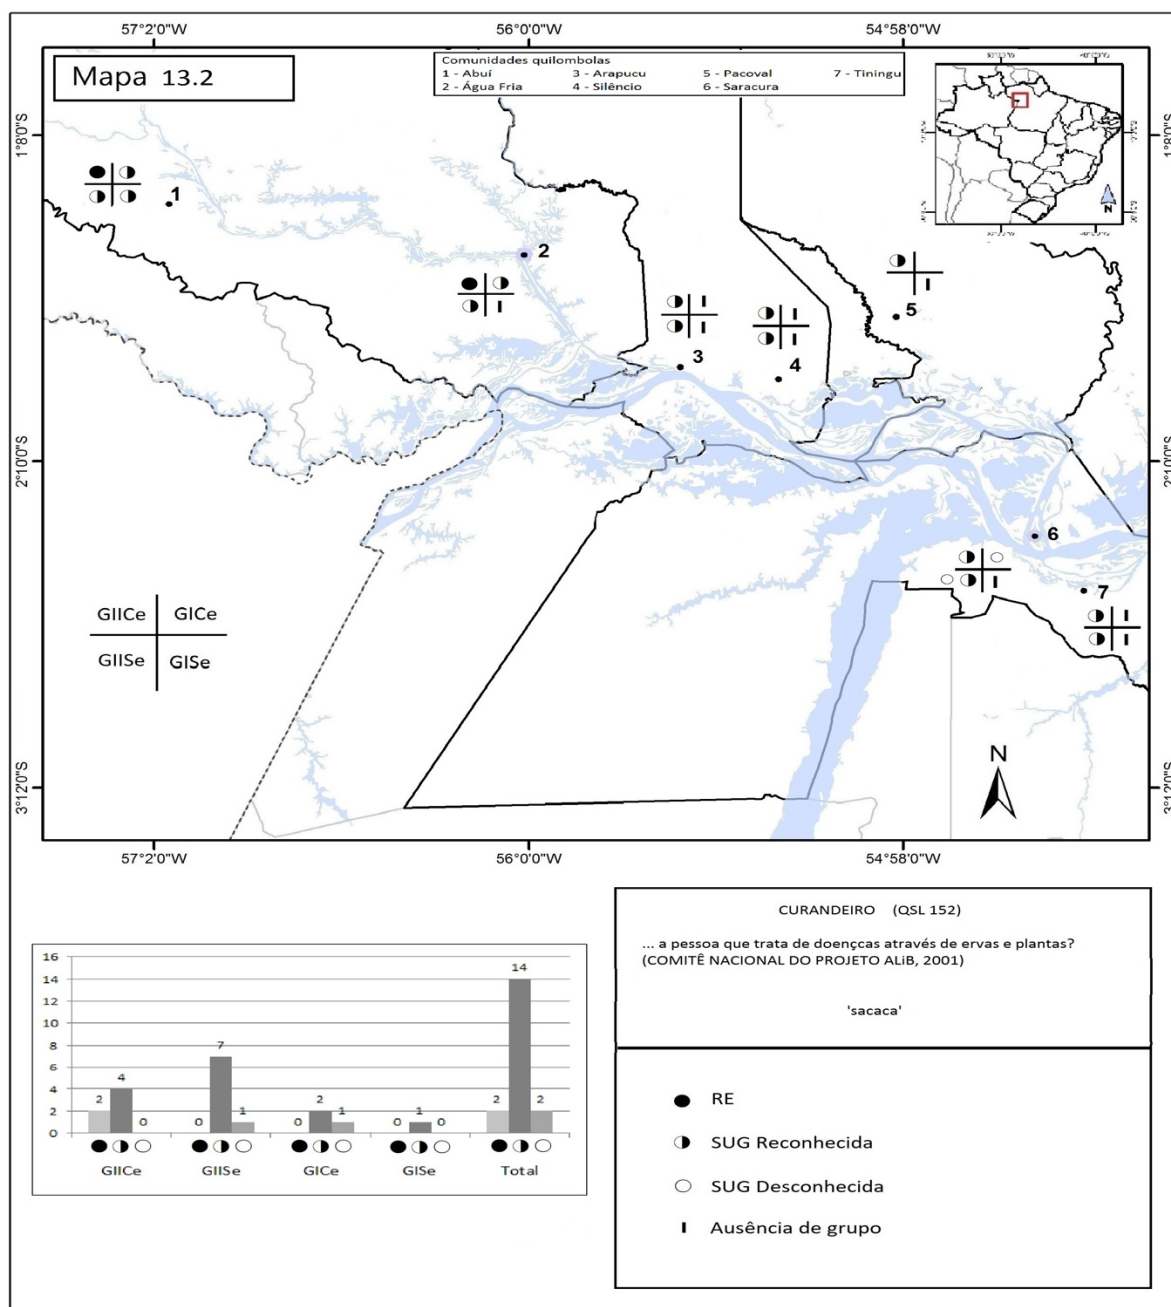 57°2'0"W 56°0'0"W 54°58'0"W
Mapa 13.2
Comunidades quilombolas
1 - Abuí 3 - Arapucu 5 - Pacoval 7 - Tiningu
2 - Água Fria 4 - Silêncio 6 - Saracura
N
1°8'0"S 1°8'0"S
1
2
3
4
5
2°10'0"S 2°10'0"S
6
7
GIICe GICe
GIISe GISe
N
3°12'0"S 3°12'0"S
57°2'0"W 56°0'0"W 54°58'0"W
CURANDEIRO (QSL 152)
... a pessoa que trata de doençcas através de ervas e plantas?
(COMITÊ NACIONAL DO PROJETO ALiB, 2001)
'sacaca'
RE
SUG Reconhecida
SUG Desconhecida
Ausência de grupo
16
14
12
10
8
6
4
2
0
2 4 0
0 7 1
0 2 1
0 1 0
2 14 2
GIICe GIISe GICe GISe Total